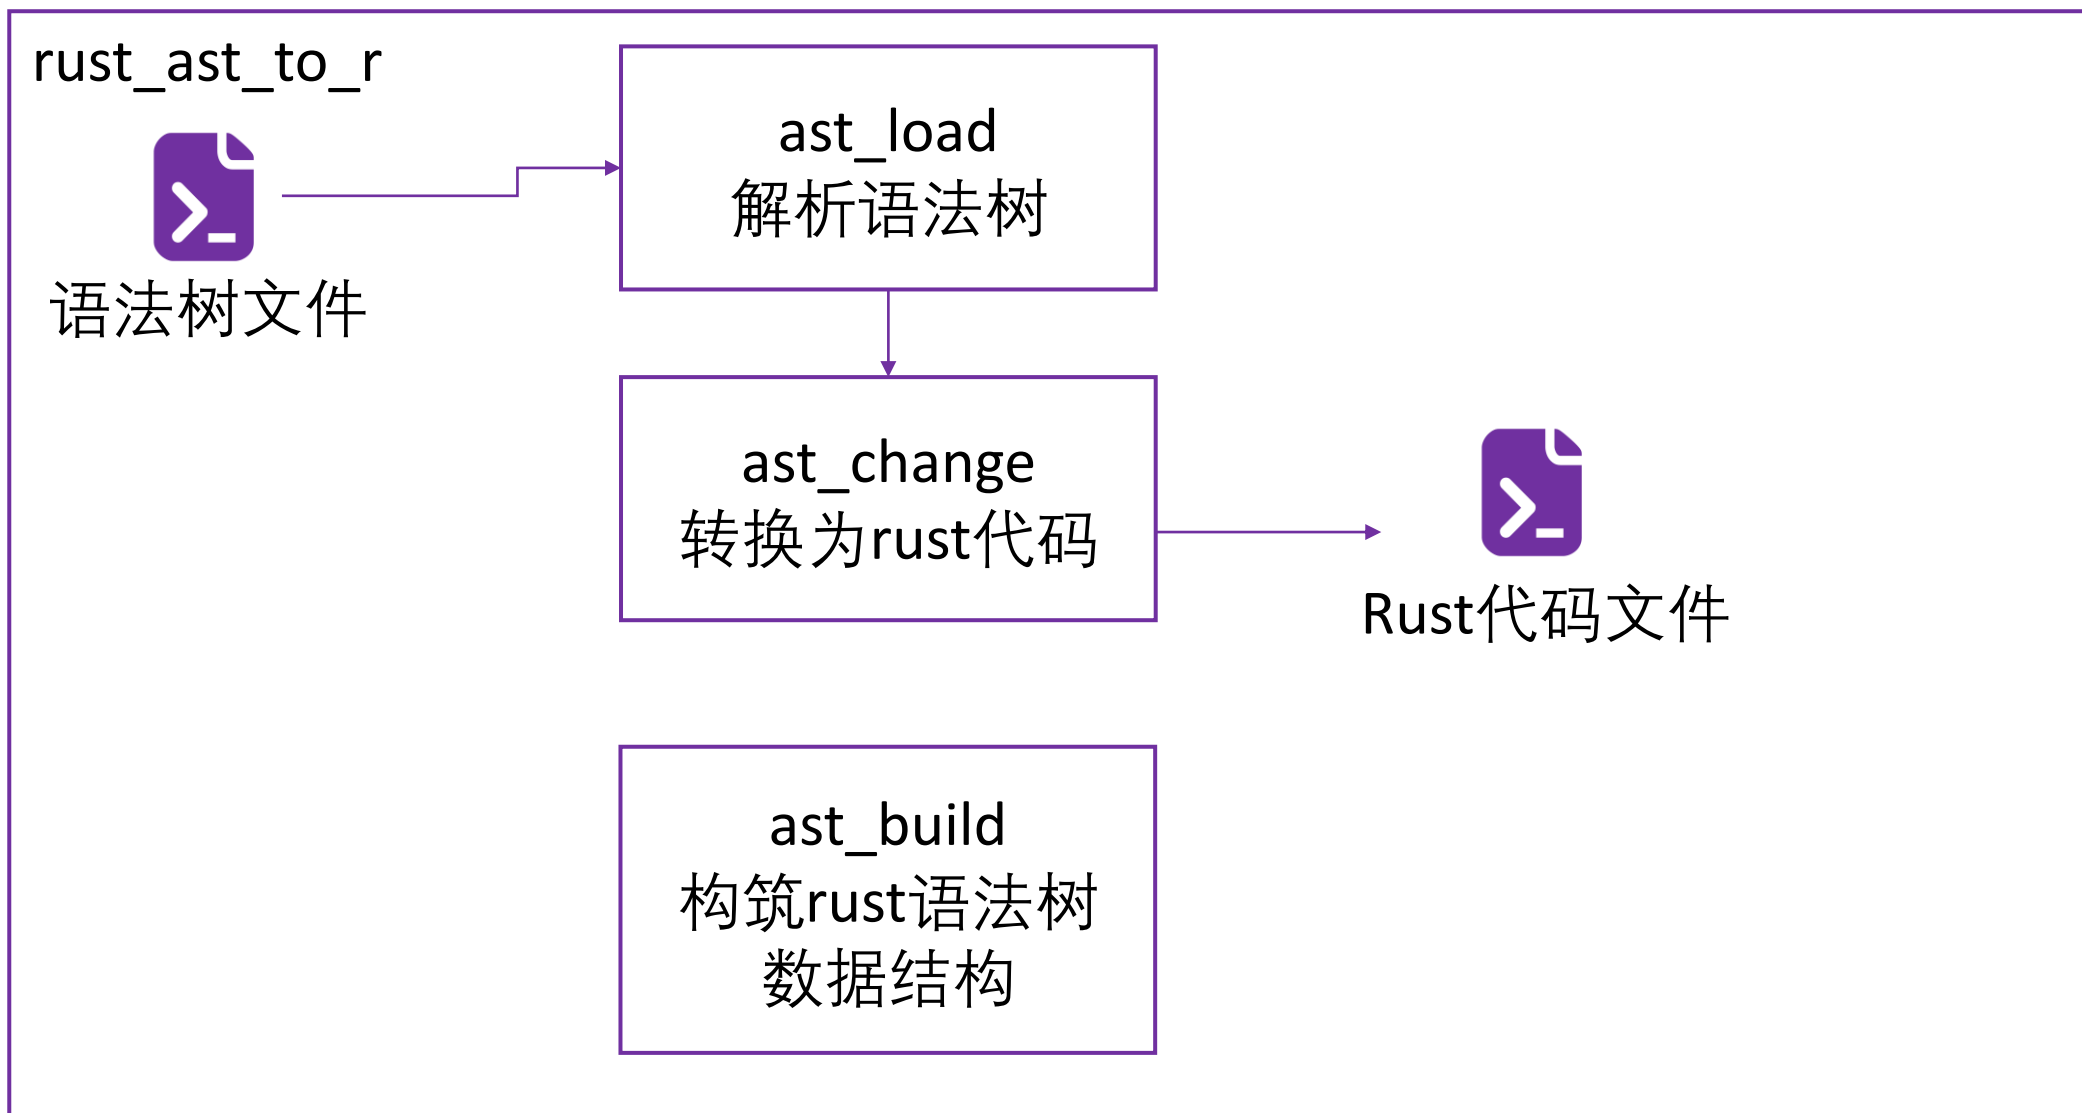 rust_ast_to_r
语法树文件
ast_load
解析语法树
ast_change
转换为rust代码
Rust代码文件
ast_build
构筑rust语法树
数据结构